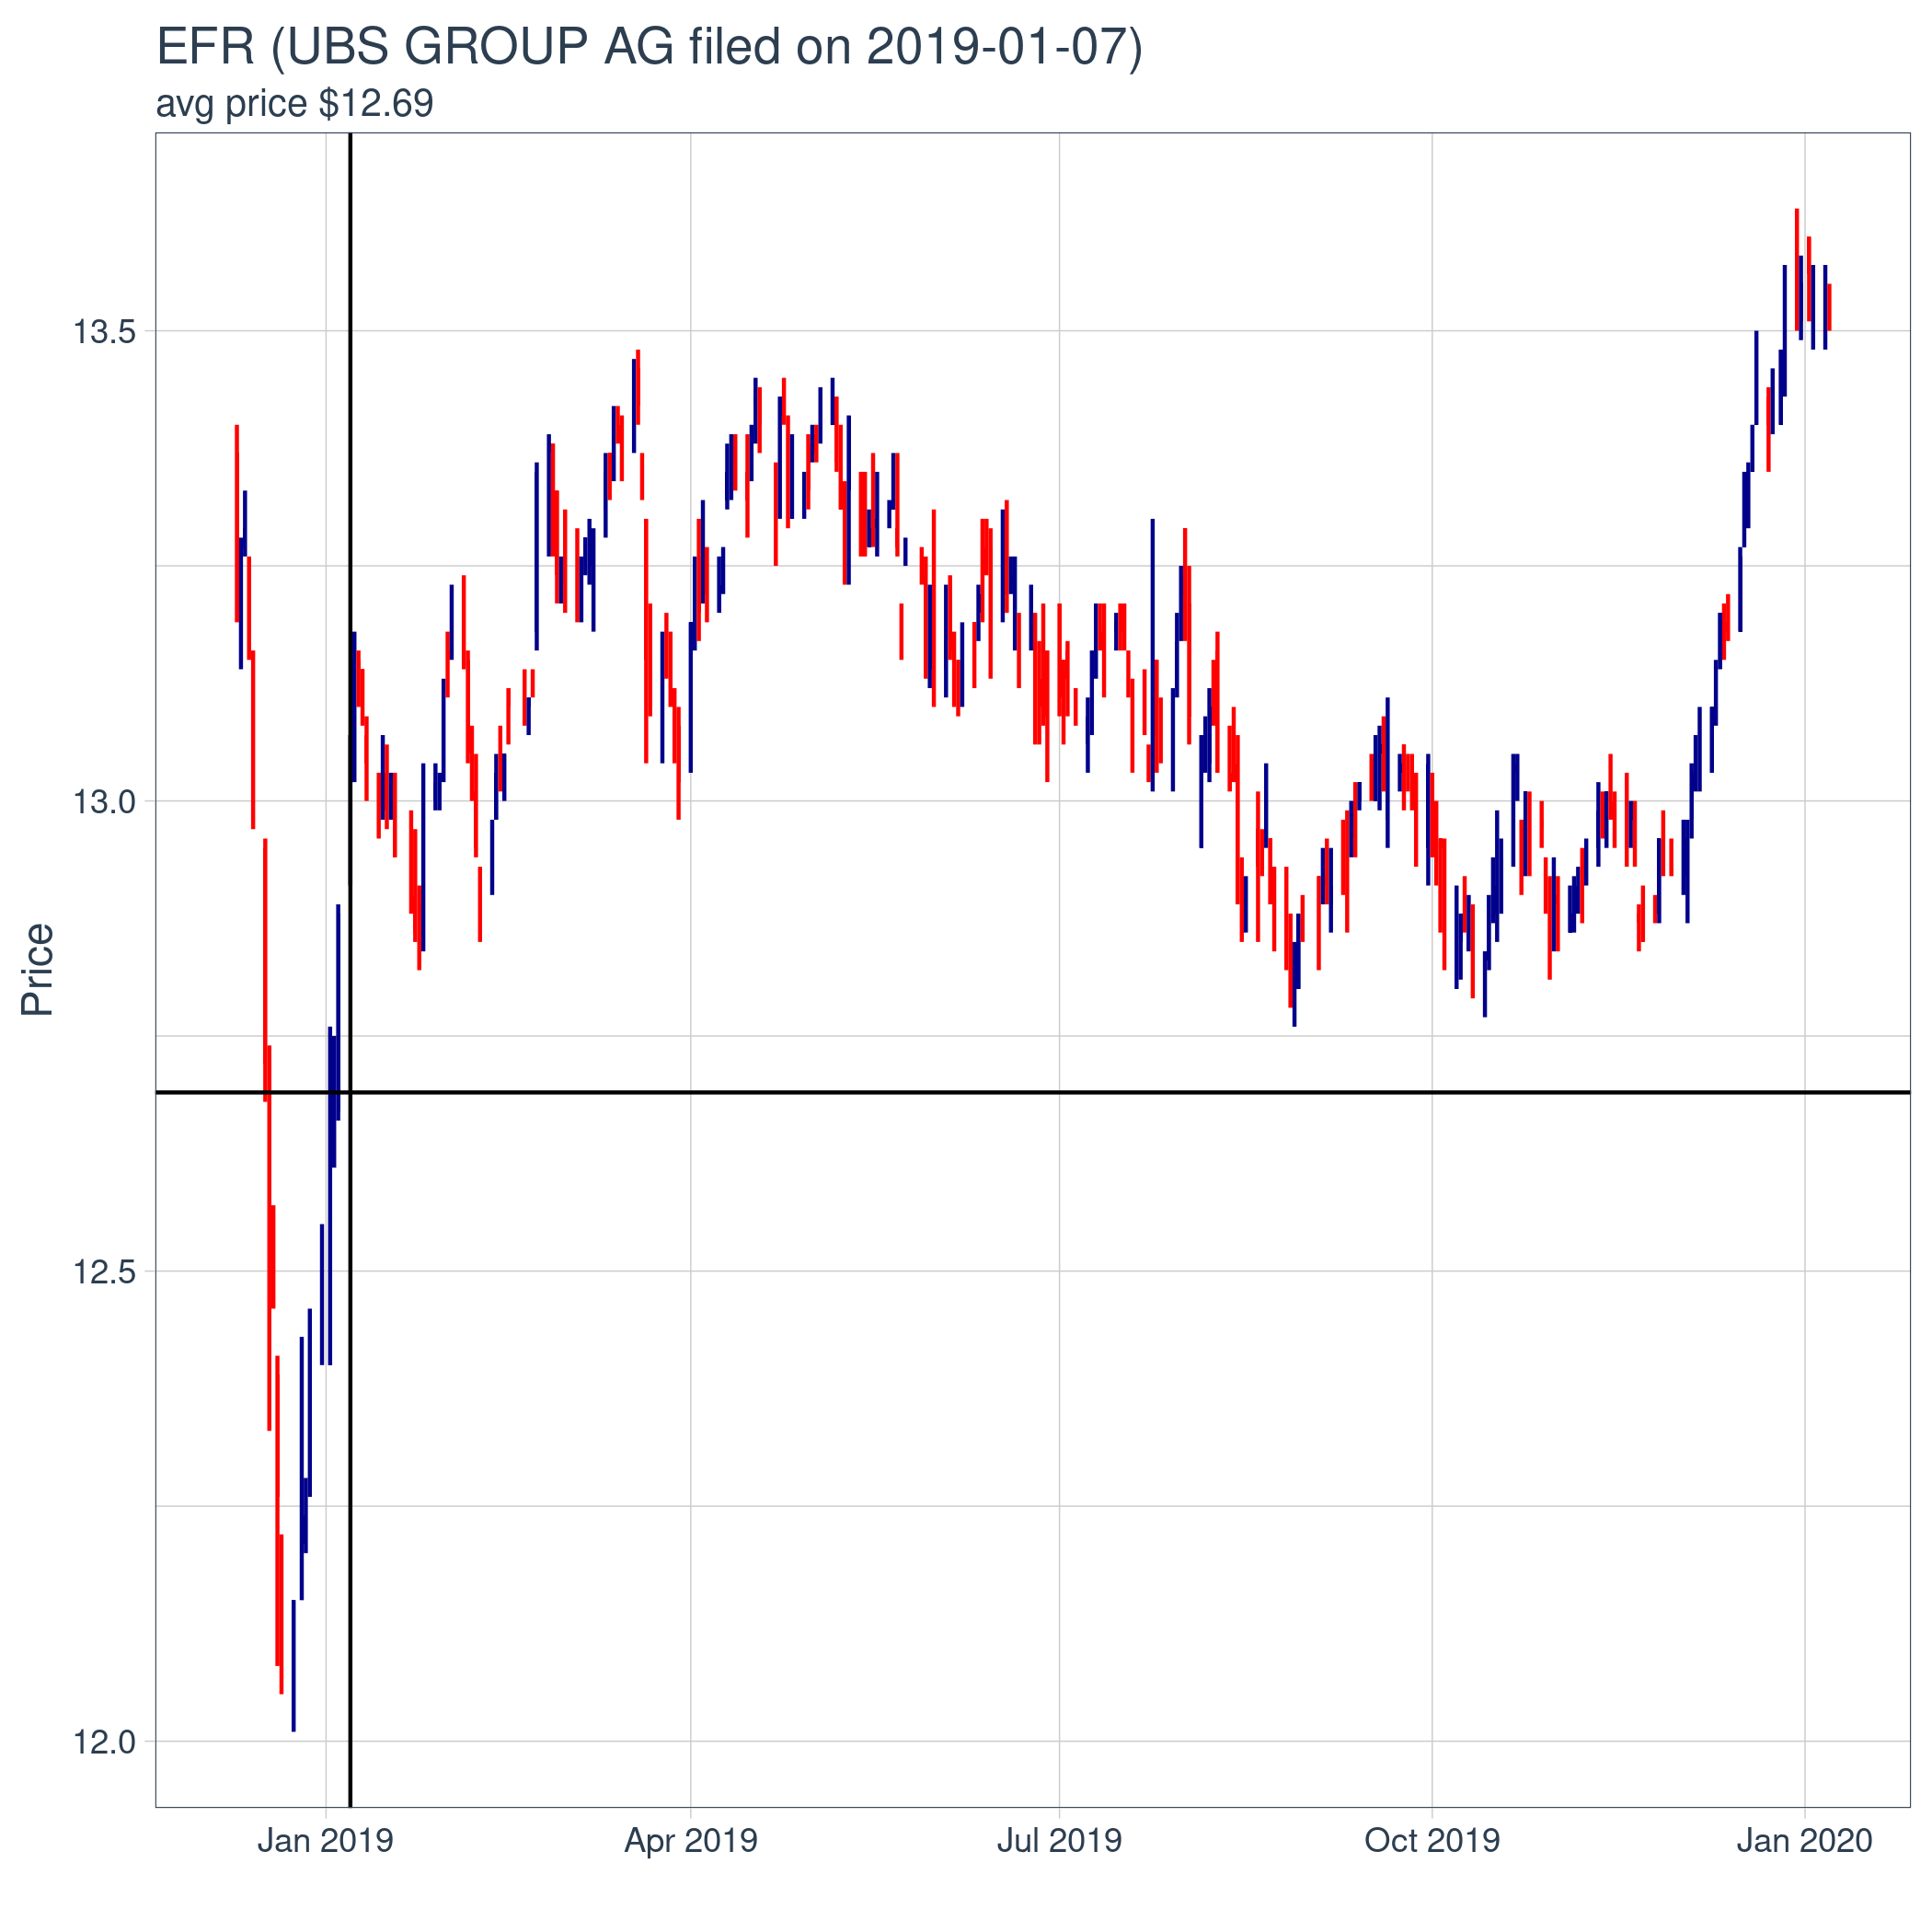 EFR (UBS GROUP AG filed on 2019-01-07)
avg price $12.69
13.5
13.0
12.5
12.0
Price
Jan 2019
Apr 2019
Jul 2019
Oct 2019
Jan 2020